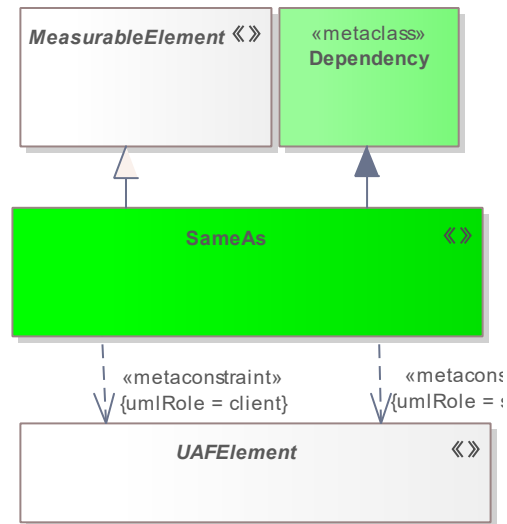 MeasurableElement «»
«metaclass»
Dependency
SameAs «»
«metaconstraint»
{umlRole = client}
«metacons
{umlRole = s
UAFElement «»